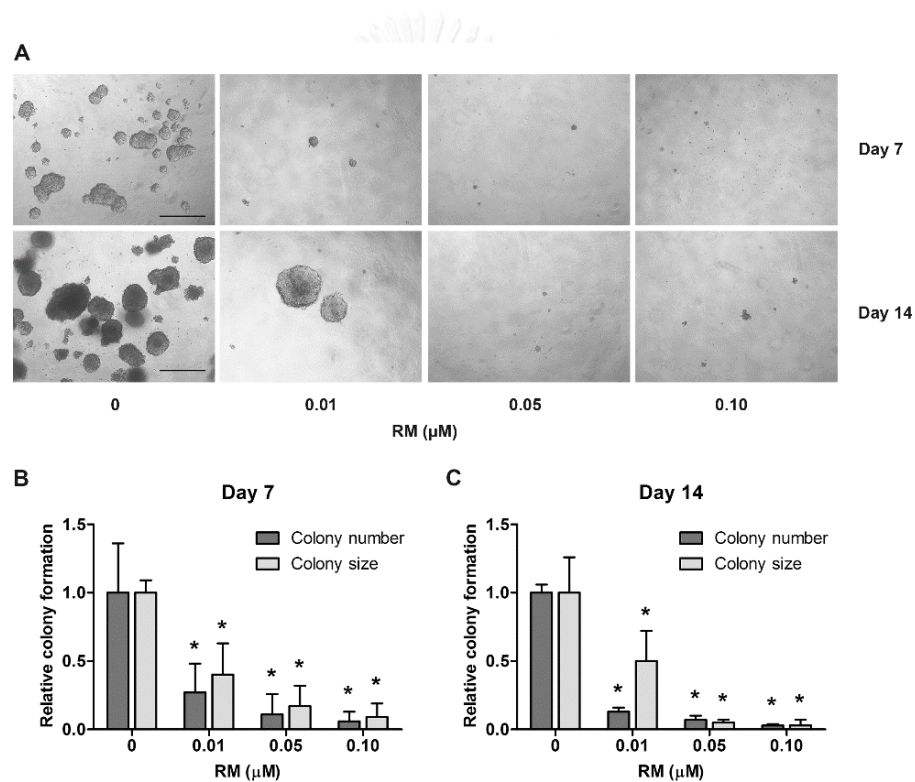 A
Day 7
Day 14
0 0.01 0.05 0.10
RM (µM)
B
Day 7
Relative colony formation
1.5
1.0
0.5
0.0
Colony number
Colony size
* * * * * *
0 0.01 0.05 0.10
RM (µM)
C
Day 14
Relative colony formation
1.5
1.0
0.5
0.0
Colony number
Colony size
* * * * * *
0 0.01 0.05 0.10
RM (µM)